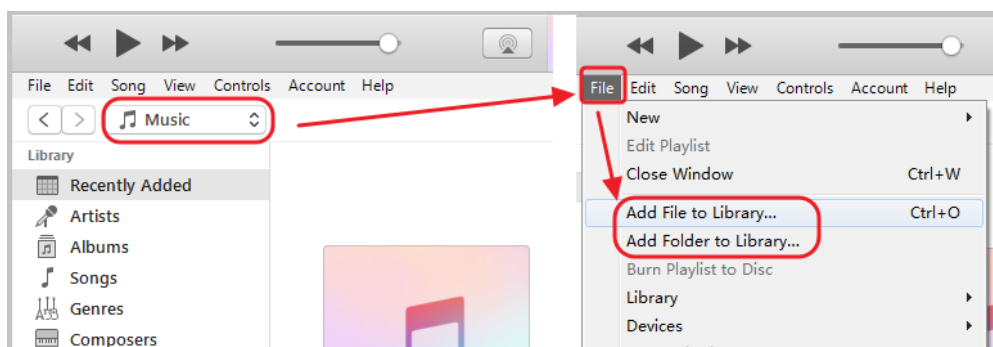 File Edit Song View Controls Account Help
Music
Library
Recently Added
Artists
Albums
Songs
Genres
Composers
File Edit Song View Controls Account Help
New
Edit Playlist
Close Window Ctrl+W
Add File to Library... Ctrl+O
Add Folder to Library...
Burn Playlist to Disc
Library
Devices